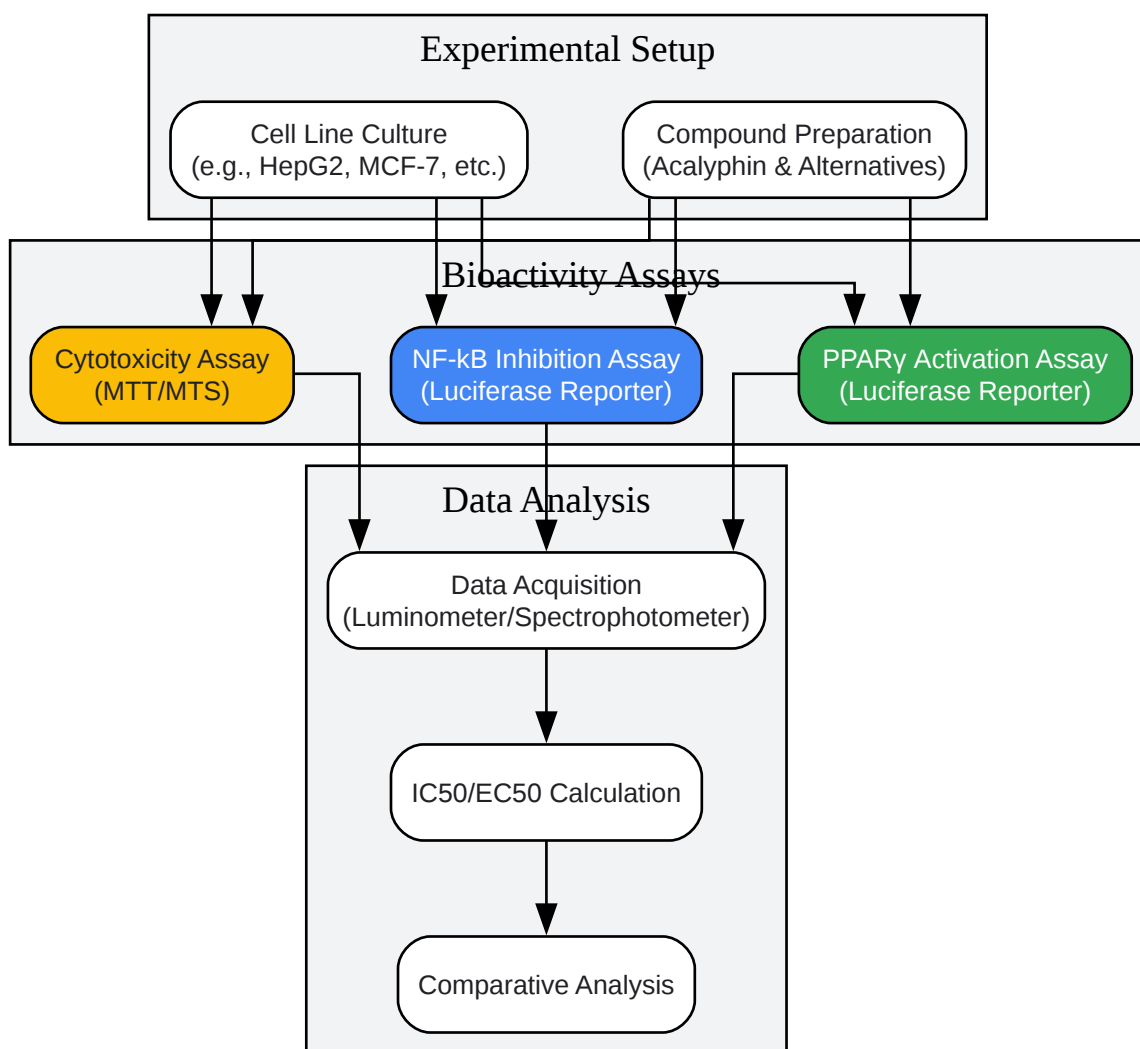 Experimental Setup
Cell Line Culture
(e.g., HepG2, MCF-7, etc.)
Compound Preparation
(Acalyphin & Alternatives)
Bioactivity Assays
Cytotoxicity Assay
(MTT/MTS)
NF-kB Inhibition Assay
(Luciferase Reporter)
PPARγ Activation Assay
(Luciferase Reporter)
Data Analysis
Data Acquisition
(Luminometer/Spectrophotometer)
IC50/EC50 Calculation
Comparative Analysis